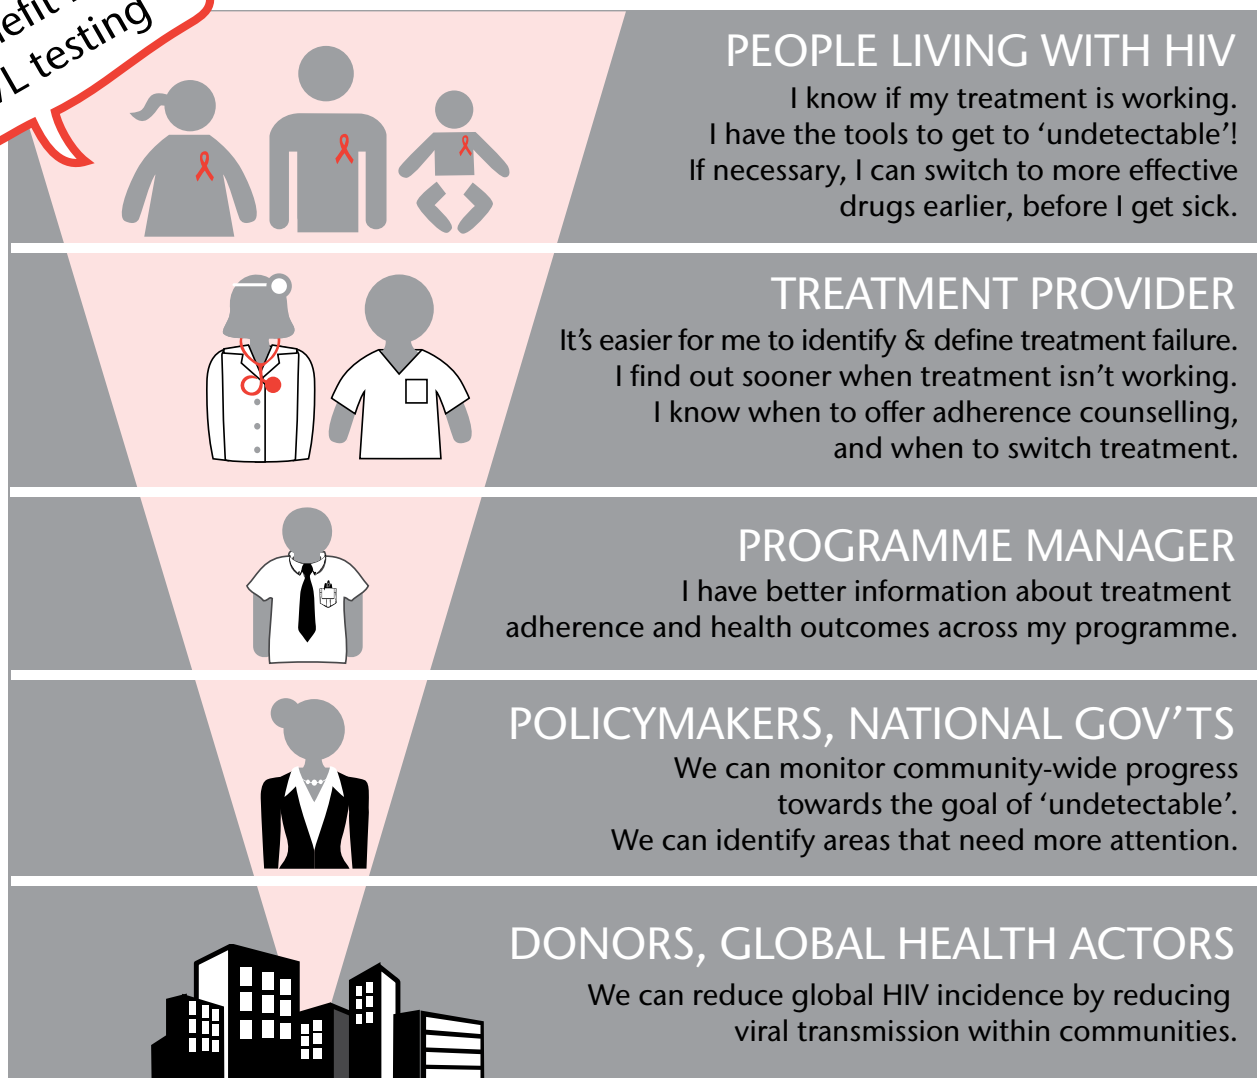 testing
PEOPLE LIVING WITH HIV
I know if my treatment is working.
I have the tools to get to ‘undetectable’!
If necessary, I can switch to more effective
drugs earlier, before I get sick.
TREATMENT PROVIDER
It’s easier for me to identify & define treatment failure.
I find out sooner when treatment isn’t working.
I know when to offer adherence counselling,
and when to switch treatment.
PROGRAMME MANAGER
I have better information about treatment
adherence and health outcomes across my programme.
POLICYMAKERS, NATIONAL GOV’TS
We can monitor community-wide progress
towards the goal of ‘undetectable’.
We can identify areas that need more attention.
DONORS, GLOBAL HEALTH ACTORS
We can reduce global HIV incidence by reducing
viral transmission within communities.